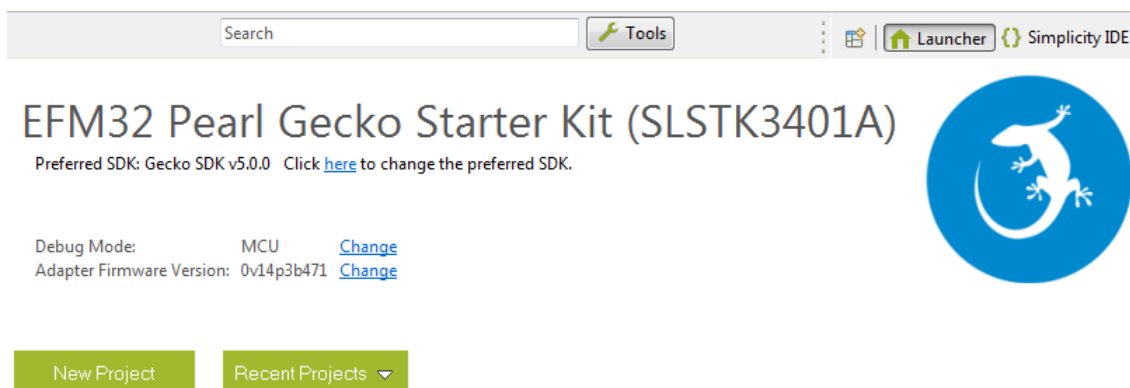 Search Tools Launcher {} Simplicity IDE
EFM32 Pearl Gecko Starter Kit (SLSTK3401A)
Preferred SDK: Gecko SDK v5.0.0 Click here to change the preferred SDK.
Debug Mode: MCU Change
Adapter Firmware Version: 0v14p3b471 Change
New Project Recent Projects